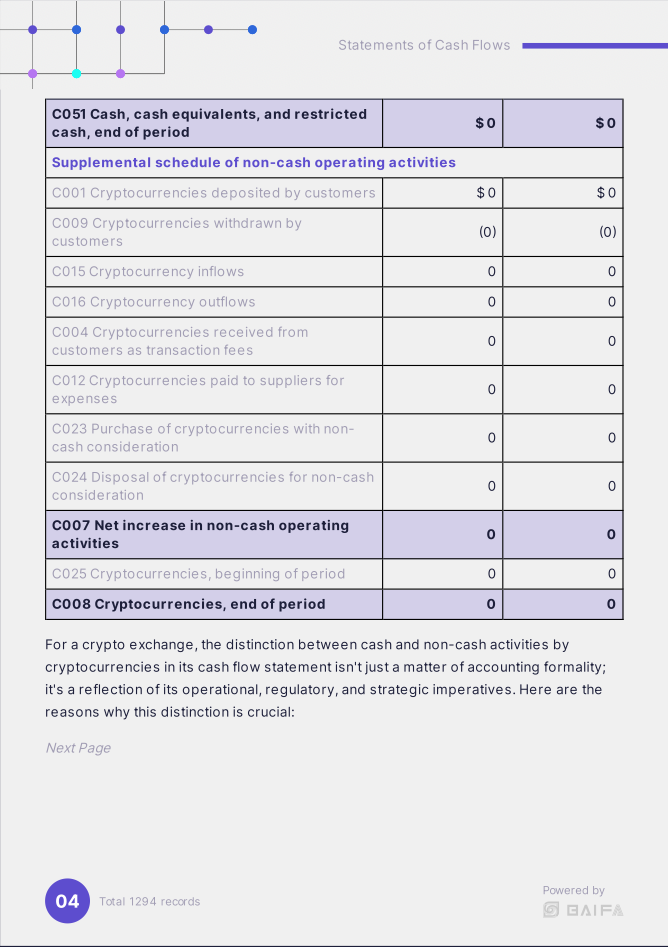 Statements of Cash Flows
C051 Cash, cash equivalents, and restricted
cash, end of period
$ 0
$ 0
Supplemental schedule of non-cash operating activities
C001 Cryptocurrencies deposited by customers
$ 0
$ 0
C009 Cryptocurrencies withdrawn by
customers
(0)
(0)
C015 Cryptocurrency inflows
0
0
C016 Cryptocurrency outflows
0
0
C004 Cryptocurrencies received from
customers as transaction fees
0
0
C012 Cryptocurrencies paid to suppliers for
expenses
0
0
C023 Purchase of cryptocurrencies with non-
cash consideration
0
0
C024 Disposal of cryptocurrencies for non-cash
consideration
0
0
C007 Net increase in non-cash operating
activities
0
0
C025 Cryptocurrencies, beginning of period
0
0
C008 Cryptocurrencies, end of period
0
0
For a crypto exchange, the distinction between cash and non-cash activities by
cryptocurrencies in its cash flow statement isn't just a matter of accounting formality;
it's a reflection of its operational, regulatory, and strategic imperatives. Here are the
reasons why this distinction is crucial:
Next Page
04
Total 1294 records
Powered by
BAIFA